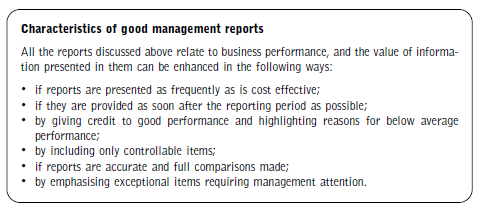 Characteristics of good management reports
All the reports discussed above relate to business performance, and the value of informa-
tion presented in them can be enhanced in the following ways:
• if reports are presented as frequently as is cost effective;
• if they are provided as soon after the reporting period as possible;
• by giving credit to good performance and highlighting reasons for below average
performance;
• by including only controllable items;
• if reports are accurate and full comparisons made;
• by emphasising exceptional items requiring management attention.